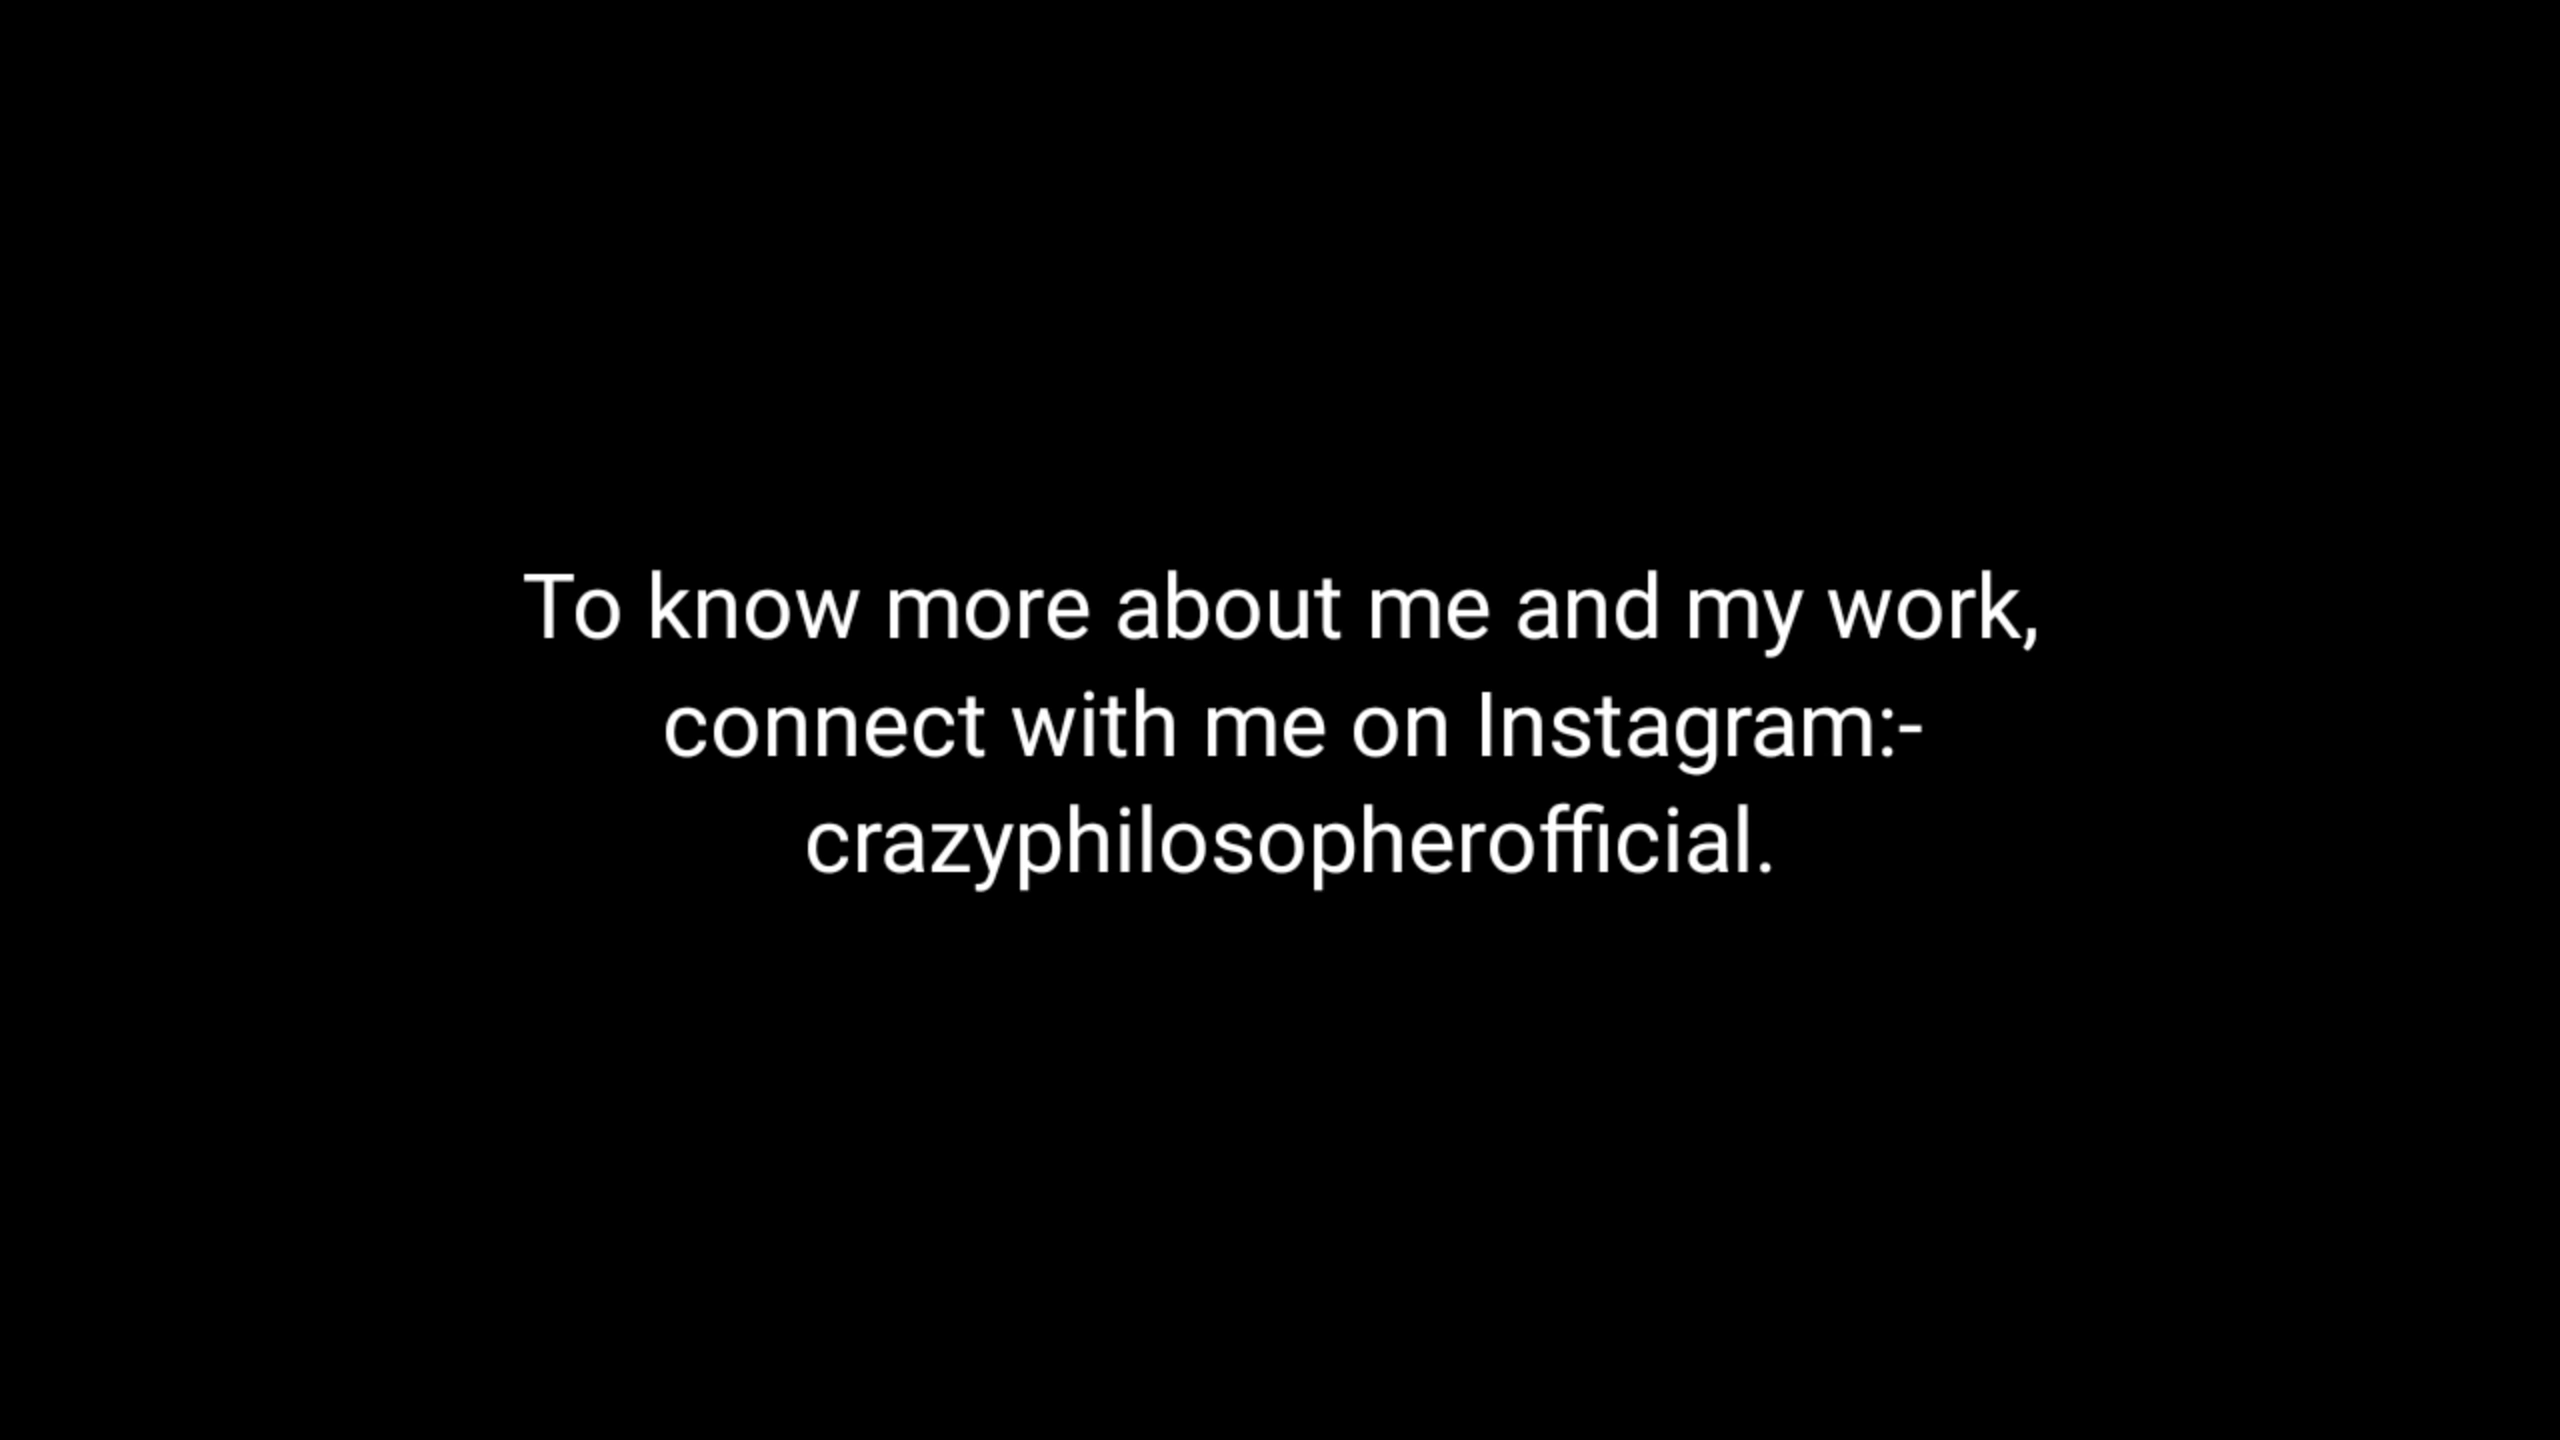 To know more about me and my work,
connect with me on Instagram:-
crazyphilosopherofficial.